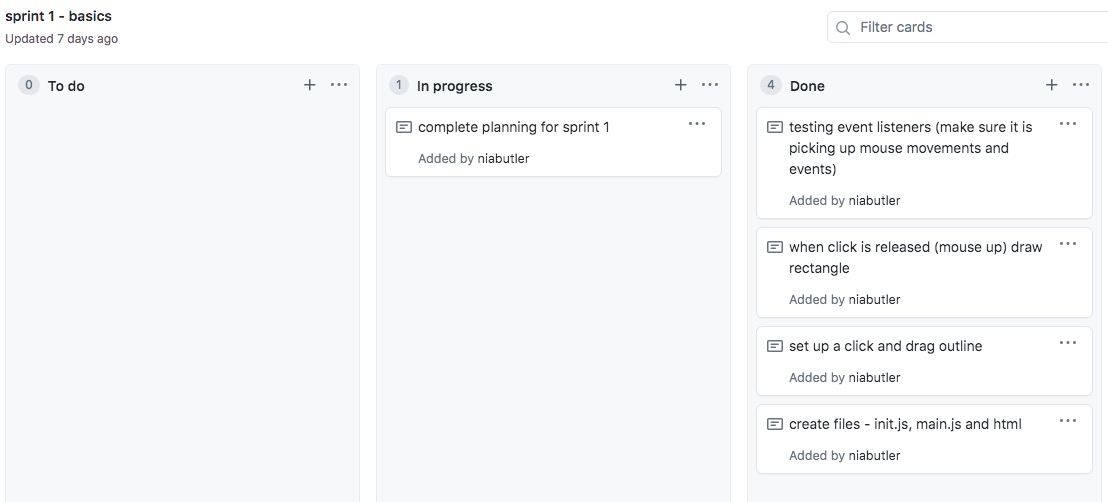 sprint 1 - basics
Updated 7 days ago
Filter cards
0 To do
1 In progress
complete planning for sprint 1
Added by niabutler
4 Done
testing event listeners (make sure it is
picking up mouse movements and
events)
Added by niabutler
when click is released (mouse up) draw
rectangle
Added by niabutler
set up a click and drag outline
Added by niabutler
create files - init.js, main.js and html
Added by niabutler